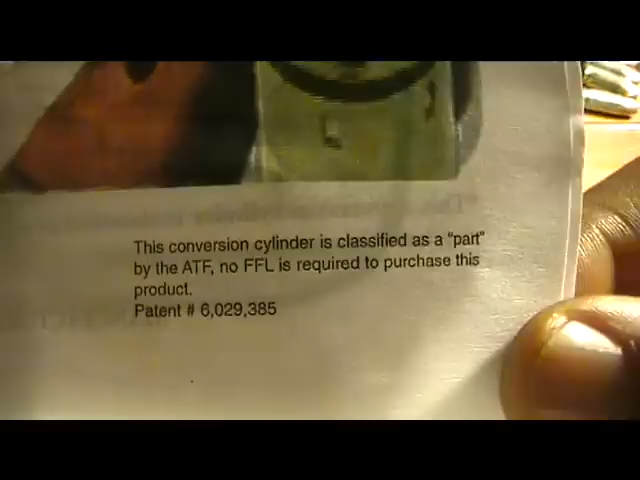 This conversion cylinder is classified as a "part"
by the ATF, no FFL is required to purchase this
product.
Patent # 6,029,385